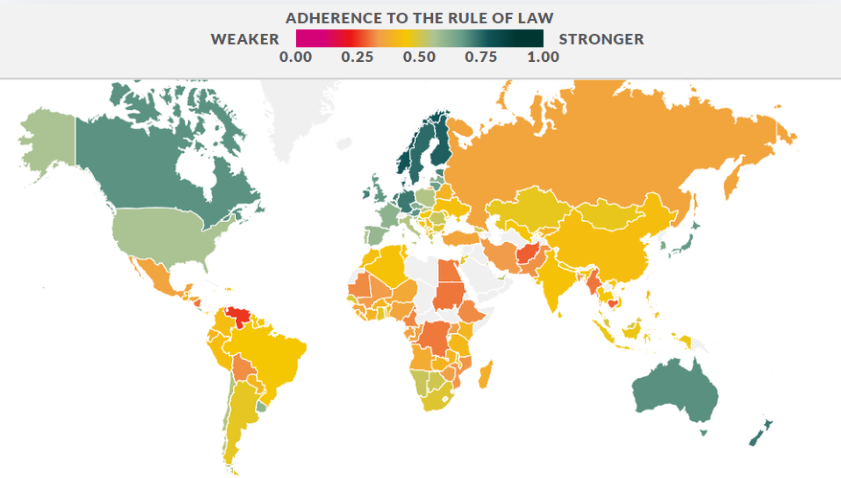 ADHERENCE TO THE RULE OF LAW
WEAKER STRONGER
0.00 0.25 0.50 0.75 1.00